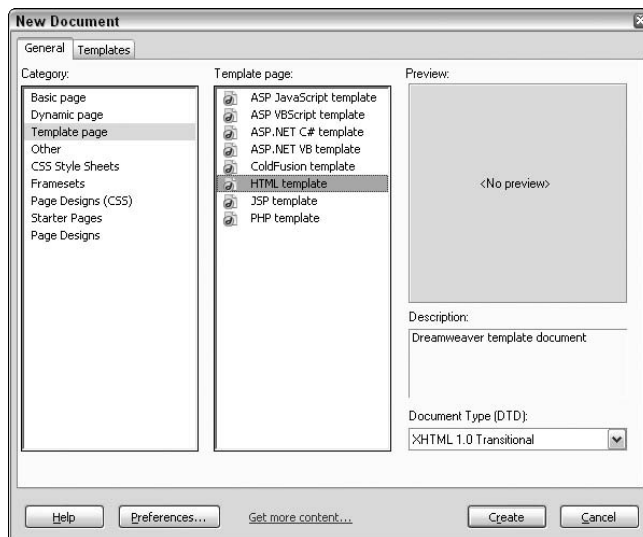 New Document
General
Templates
Category:
Basic page
Dynamic page
Template page
Other
CSS Style Sheets
Framesets
Page Designs (CSS)
Starter Pages
Page Designs
Template page:
ASP JavaScript template
ASP VBScript template
ASP.NET C# template
ASP.NET VB template
ColdFusion template
HTML template
JSP template
PHP template
Preview:
<No preview>
Description:
Dreamweaver template document
Document Type (DTD):
XHTML 1.0 Transitional
Help
Preferences...
Get more content...
Create
Cancel